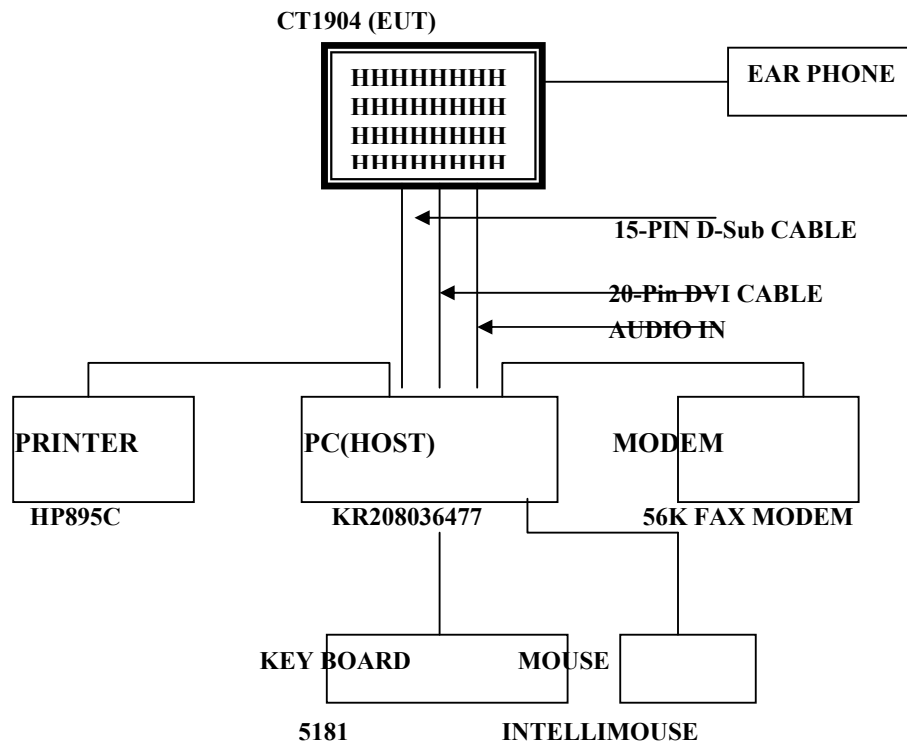 CT1904 (EUT)
HHHHHHHH
HHHHHHHH
HHHHHHHH
HHHHHHHH
EAR PHONE
15-PIN D-Sub CABLE
20-Pin DVI CABLE
AUDIO IN
PRINTER
PC(HOST)
MODEM
HP895C
KR208036477
56K FAX MODEM
KEY BOARD
MOUSE
5181
INTELLIMOUSE